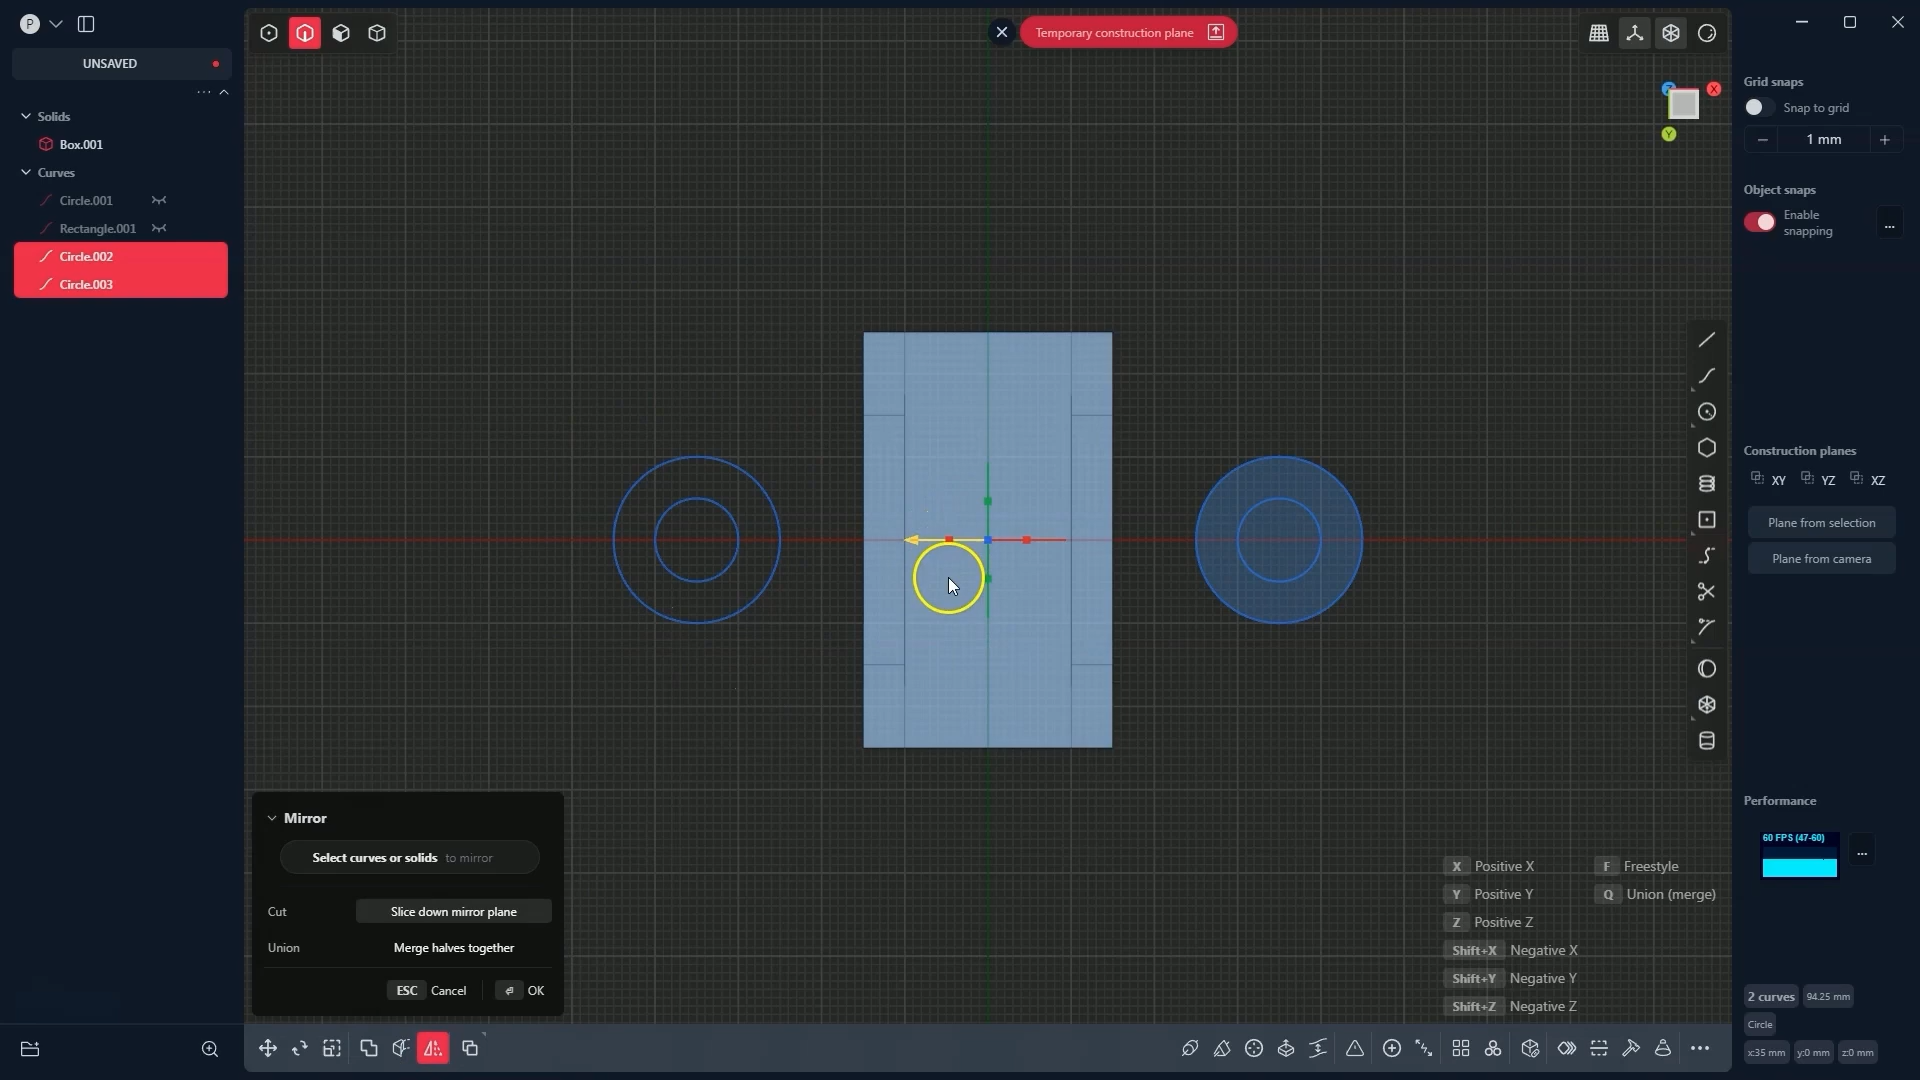 P
UNSAVED
...
Solids
Box.001
Curves
Circle.001
Rectangle.001
Circle.002
Circle.003
Temporary construction plane
X
Y
Grid snaps
Snap to grid
1 mm
Object snaps
Enable
snapping
...
Construction planes
XY YZ XZ
Plane from selection
Plane from camera
Performance
60 FPS (47-60)
...
Mirror
Select curves or solids to mirror
Cut Slice down mirror plane
Union Merge halves together
ESC Cancel OK
X Positive X F Freestyle
Y Positive Y Q Union (merge)
Z Positive Z
Shift+X Negative X
Shift+Y Negative Y
Shift+Z Negative Z
2 curves 94.25 mm
Circle
x:35 mm y:0 mm z:0 mm